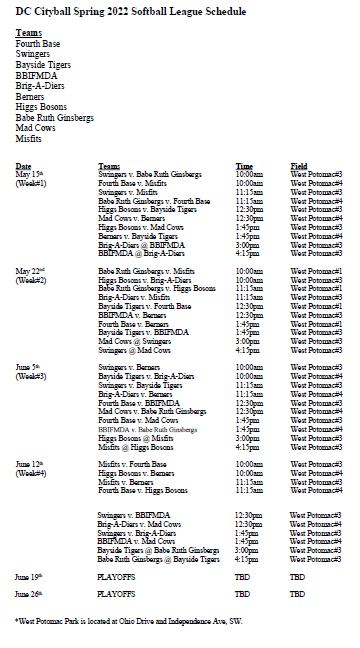 DC Cityball Spring 2022 Softball League Schedule
Teams
Fourth Base
Swingers
Bayside Tigers
BBIFMDA
Brig-A-Diers
Berners
Higgs Bosons
Babe Ruth Ginsbergs
Mad Cows
Misfits
Date Teams Time Field
May 15th Swingers v. Babe Ruth Ginsbergs 10:00am West Potomac#3
(Week#1) Fourth Base v. Misfits 10:00am West Potomac#4
Swingers v. Misfits 11:15am West Potomac#3
Babe Ruth Ginsbergs v. Fourth Base 11:15am West Potomac#4
Higgs Bosons v. Bayside Tigers 12:30pm West Potomac#3
Mad Cows v. Berners 12:30pm West Potomac#4
Higgs Bosons v. Mad Cows 1:45pm West Potomac#3
Berners v. Bayside Tigers 1:45pm West Potomac#4
Brig-A-Diers @ BBIFMDA 3:00pm West Potomac#3
BBIFMDA @ Brig-A-Diers 4:15pm West Potomac#3
May 22nd Babe Ruth Ginsbergs v. Misfits 10:00am West Potomac#1
(Week#2) Higgs Bosons v. Brig-A-Diers 10:00am West Potomac#3
Babe Ruth Ginsbergs v. Higgs Bosons 11:15am West Potomac#1
Brig-A-Diers v. Misfits 11:15am West Potomac#3
Bayside Tigers v. Fourth Base 12:30pm West Potomac#1
BBIFMDA v. Berners 12:30pm West Potomac#3
Fourth Base v. Berners 1:45pm West Potomac#1
Bayside Tigers v. BBIFMDA 1:45pm West Potomac#3
Mad Cows @ Swingers 3:00pm West Potomac#3
Swingers @ Mad Cows 4:15pm West Potomac#3
June 5th Swingers v. Berners 10:00am West Potomac#3
(Week#3) Bayside Tigers v. Brig-A-Diers 10:00am West Potomac#4
Swingers v. Bayside Tigers 11:15am West Potomac#3
Brig-A-Diers v. Berners 11:15am West Potomac#4
Fourth Base v. BBIFMDA 12:30pm West Potomac#3
Mad Cows v. Babe Ruth Ginsbergs 12:30pm West Potomac#4
Fourth Base v. Mad Cows 1:45pm West Potomac#3
BBIFMDA v. Babe Ruth Ginsbergs 1:45pm West Potomac#4
Higgs Bosons @ Misfits 3:00pm West Potomac#3
Misfits @ Higgs Bosons 4:15pm West Potomac#3
June 12th Misfits v. Fourth Base 10:00am West Potomac#3
(Week#4) Higgs Bosons v. Berners 10:00am West Potomac#4
Misfits v. Berners 11:15am West Potomac#3
Fourth Base v. Higgs Bosons 11:15am West Potomac#4
Swingers v. BBIFMDA 12:30pm West Potomac#3
Brig-A-Diers v. Mad Cows 12:30pm West Potomac#4
Swingers v. Brig-A-Diers 1:45pm West Potomac#3
BBIFMDA v. Mad Cows 1:45pm West Potomac#4
Bayside Tigers @ Babe Ruth Ginsbergs 3:00pm West Potomac#3
Babe Ruth Ginsbergs @ Bayside Tigers 4:15pm West Potomac#3
June 19th PLAYOFFS TBD TBD
June 26th PLAYOFFS TBD TBD
*West Potomac Park is located at Ohio Drive and Independence Ave, SW.